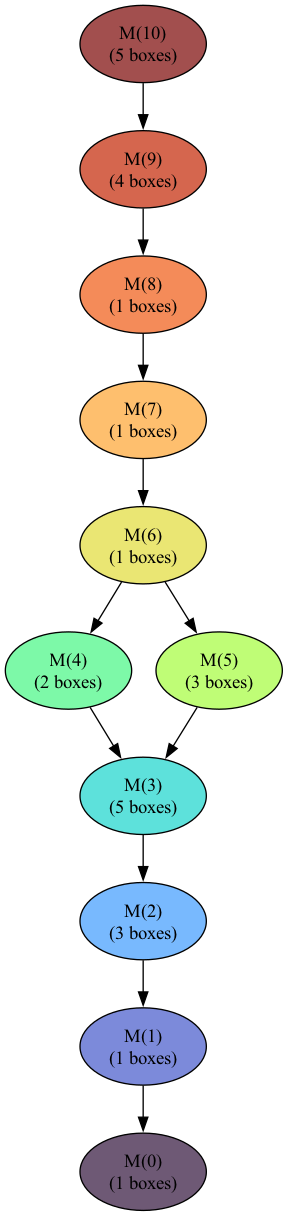 M(10)
(5 boxes)
M(9)
(4 boxes)
M(8)
(1 boxes)
M(7)
(1 boxes)
M(6)
(1 boxes)
M(4)
(2 boxes)
M(5)
(3 boxes)
M(3)
(5 boxes)
M(2)
(3 boxes)
M(1)
(1 boxes)
M(0)
(1 boxes)